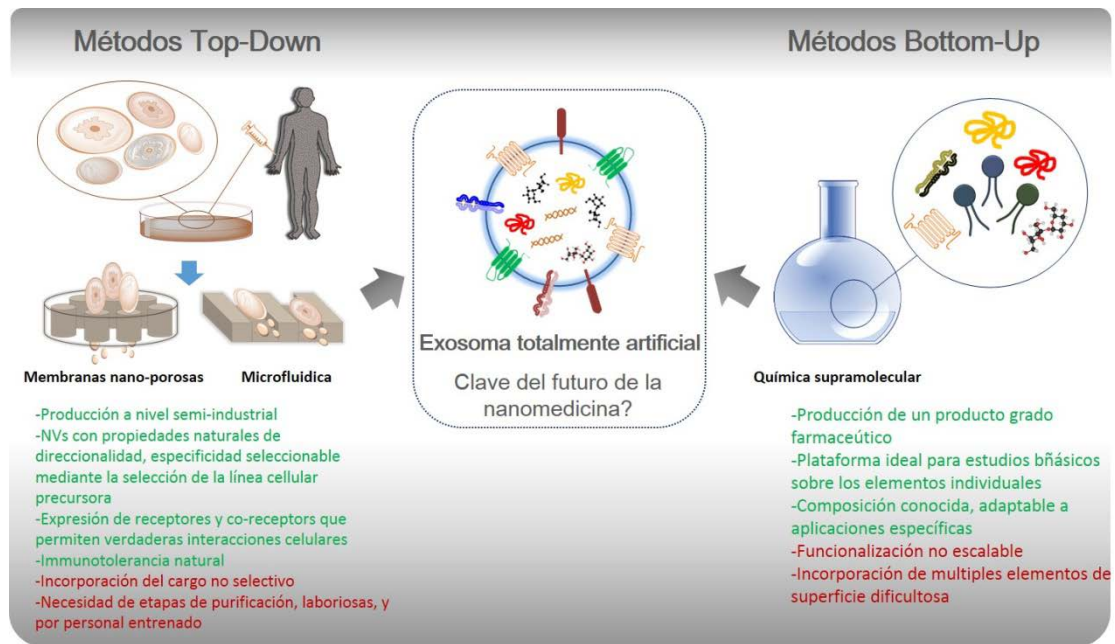 Métodos Top-Down
Membranas nano-porosas
Microfluidica
-Producción a nivel semi-industrial
-NVs con propiedades naturales de
direccionalidad, especificidad seleccionable
mediante la selección de la línea cellular
precursora
-Expresión de receptores y co-receptors que
permiten verdaderas interacciones celulares
-Immunotolerancia natural
-Incorporación del cargo no selectivo
-Necesidad de etapas de purificación, laboriosas, y
por personal entrenado
Exosoma totalmente artificial
Clave del futuro de la
nanomedicina?
Métodos Bottom-Up
Química supramolecular
-Producción de un producto grado
farmaceútico
-Plataforma ideal para estudios bñásicos
sobre los elementos individuales
-Composición conocida, adaptable a
aplicaciones específicas
-Funcionalización no escalable
-Incorporación de multiples elementos de
superficie dificultosa